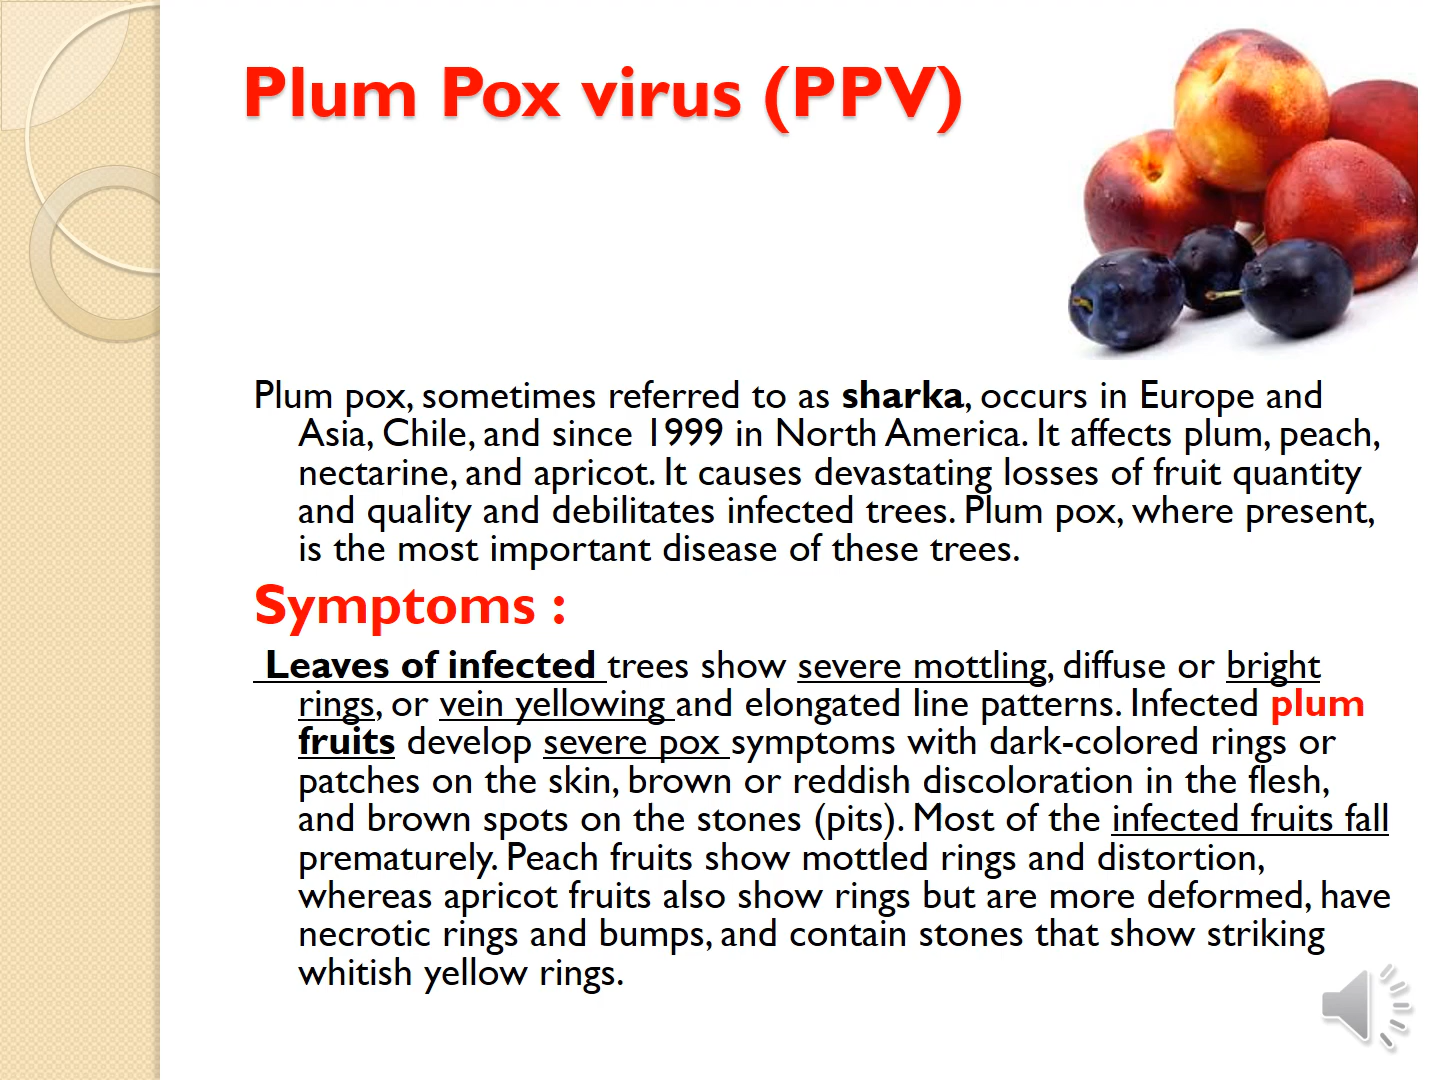 Plum Pox virus (PPV)
Plum pox, sometimes referred to as sharka, occurs in Europe and
Asia, Chile, and since 1999 in North America. It affects plum, peach,
nectarine, and apricot. It causes devastating losses of fruit quantity
and quality and debilitates infected trees. Plum pox, where present,
is the most important disease of these trees.
Symptoms :
Leaves of infected trees show severe mottling, diffuse or bright
rings, or vein yellowing and elongated line patterns. Infected plum
fruits develop severe pox symptoms with dark-colored rings or
patches on the skin, brown or reddish discoloration in the flesh,
and brown spots on the stones (pits). Most of the infected fruits fall
prematurely. Peach fruits show mottled rings and distortion,
whereas apricot fruits also show rings but are more deformed, have
necrotic rings and bumps, and contain stones that show striking
whitish yellow rings.